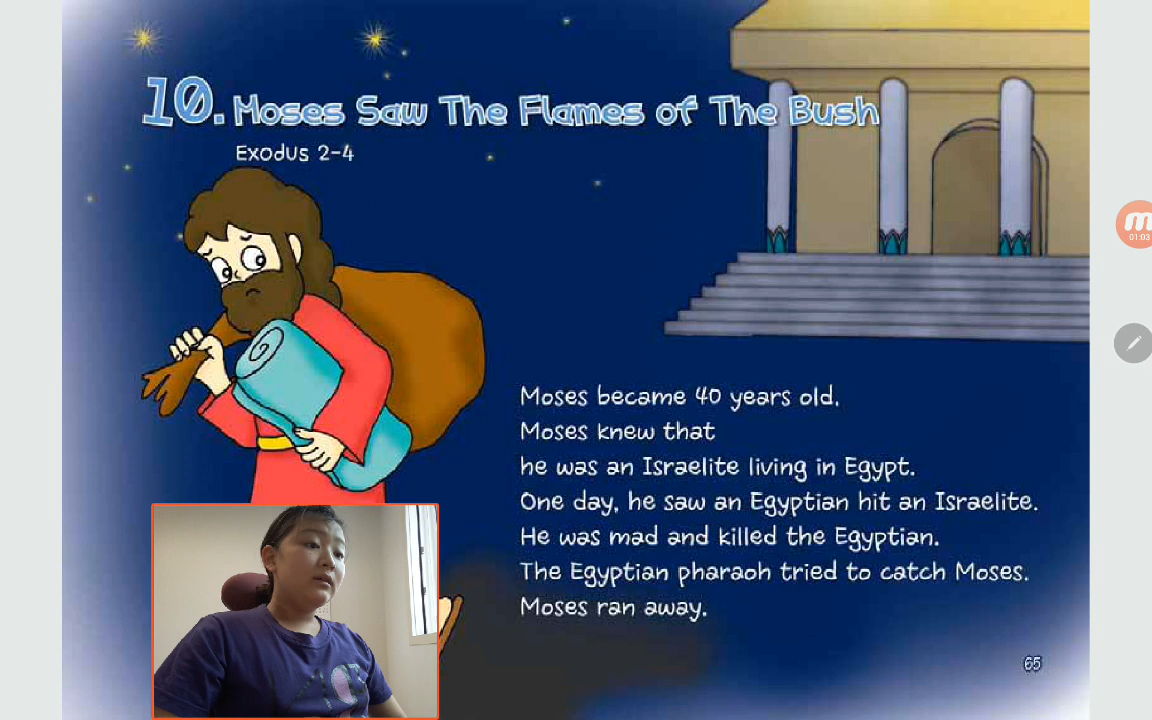 10. Moses Saw The Flames of The Bush
Exodus 2-4
Moses became 40 years old.
Moses knew that
he was an Israelite living in Egypt.
One day, he saw an Egyptian hit an Israelite.
He was mad and killed the Egyptian.
The Egyptian pharaoh tried to catch Moses.
Moses ran away.
65
01:03